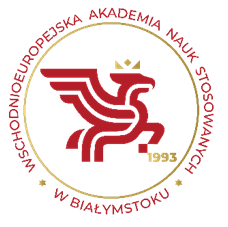 WSCHODNIOEUROPEJSKA AKADEMIA NAUK STOSOWANYCH
1993
W BIAŁYMSTOKU